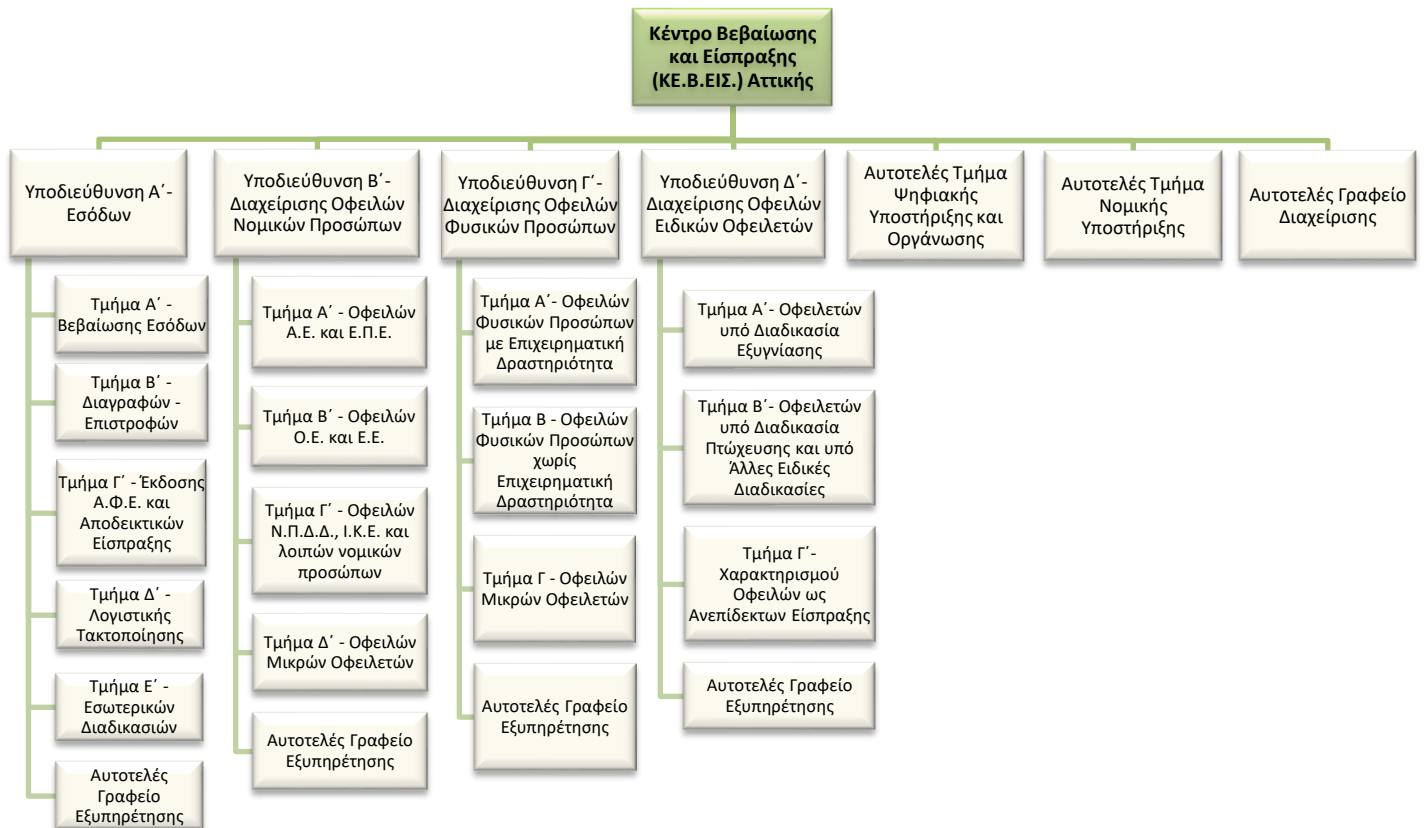 Κέντρο Βεβαίωσης
και Είσπραξης
(ΚΕ.Β.ΕΙΣ.) Αττικής
Υποδιεύθυνση Α΄-
Εσόδων
Υποδιεύθυνση Β΄-
Διαχείρισης Οφειλών
Νομικών Προσώπων
Υποδιεύθυνση Γ΄-
Διαχείρισης Οφειλών
Φυσικών Προσώπων
Υποδιεύθυνση Δ΄-
Διαχείρισης Οφειλών
Ειδικών Οφειλετών
Αυτοτελές Τμήμα
Ψηφιακής
Υποστήριξης και
Οργάνωσης
Αυτοτελές Τμήμα
Νομικής
Υποστήριξης
Αυτοτελές Γραφείο
Διαχείρισης
Τμήμα Α΄ -
Βεβαίωσης Εσόδων
Τμήμα Β΄ -
Διαγραφών -
Επιστροφών
Τμήμα Γ΄ - Έκδοσης
Α.Φ.Ε. και
Αποδεικτικών
Είσπραξης
Τμήμα Δ΄ -
Λογιστικής
Τακτοποίησης
Τμήμα Ε΄ -
Εσωτερικών
Διαδικασιών
Αυτοτελές
Γραφείο
Εξυπηρέτησης
Τμήμα Α΄ - Οφειλών
Α.Ε. και Ε.Π.Ε.
Τμήμα Β΄ - Οφειλών
Ο.Ε. και Ε.Ε.
Τμήμα Γ΄ - Οφειλών
Ν.Π.Δ.Δ., Ι.Κ.Ε. και
λοιπών νομικών
προσώπων
Τμήμα Δ΄ - Οφειλών
Μικρών Οφειλετών
Αυτοτελές Γραφείο
Εξυπηρέτησης
Τμήμα Α΄- Οφειλών
Φυσικών Προσώπων
με Επιχειρηματική
Δραστηριότητα
Τμήμα Β - Οφειλών
Φυσικών Προσώπων
χωρίς
Επιχειρηματική
Δραστηριότητα
Τμήμα Γ - Οφειλών
Μικρών Οφειλετών
Αυτοτελές Γραφείο
Εξυπηρέτησης
Τμήμα Α΄- Οφειλετών
υπό Διαδικασία
Εξυγνίασης
Τμήμα Β΄- Οφειλετών
υπό Διαδικασία
Πτώχευσης και υπό
Άλλες Ειδικές
Διαδικασίες
Τμήμα Γ΄-
Χαρακτηρισμού
Οφειλών ως
Ανεπίδεκτων Είσπραξης
Αυτοτελές Γραφείο
Εξυπηρέτησης